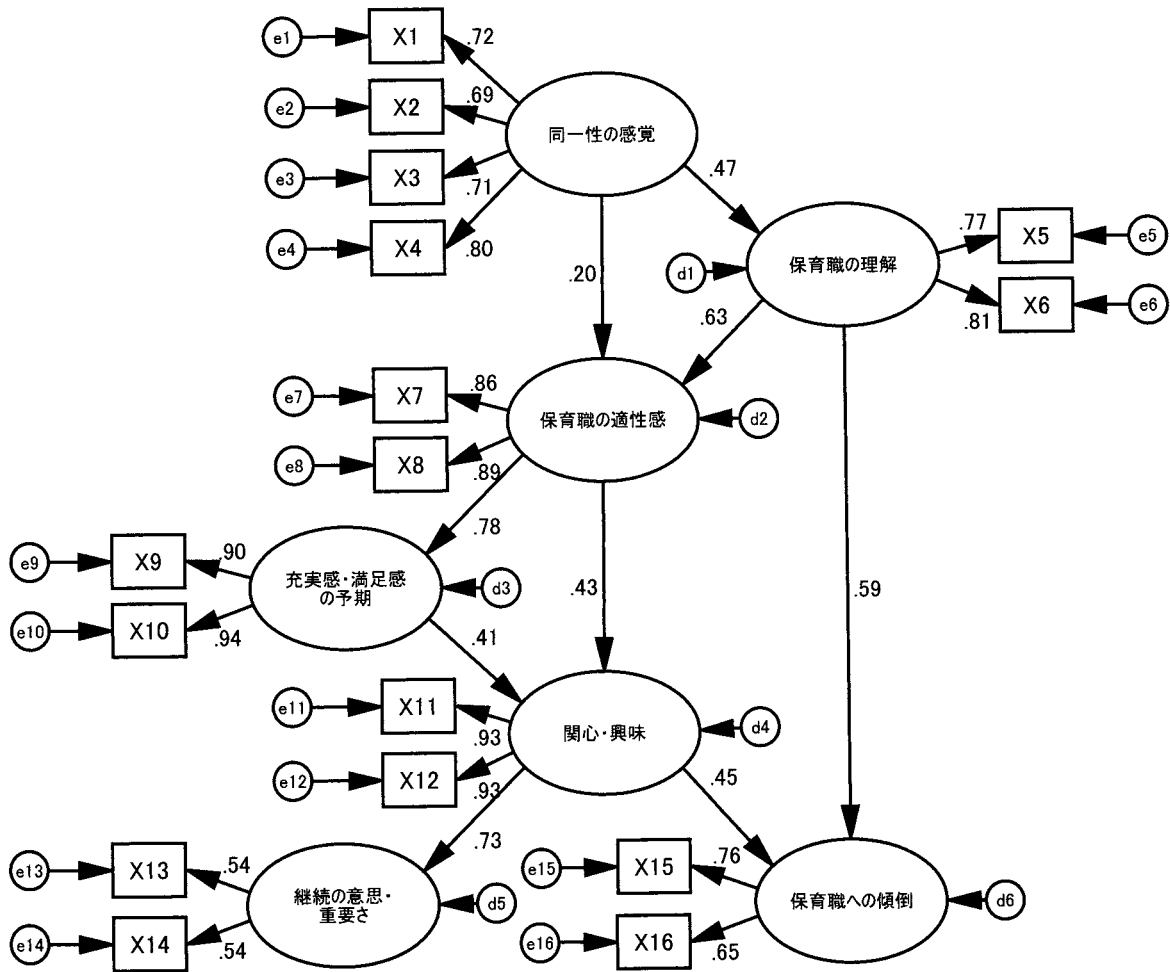 e1
X1
.72
e2
X2
.69
同一性の感覚
e3
X3
.71
.47
e4
X4
.80
.77
X5
e5
d1
保育職の理解
.20
.81
X6
e6
.63
e7
X7
.86
保育職の適性感
d2
e8
X8
.89
.78
e9
X9
.90
充実感・満足感
の予期
d3
.43
.59
e10
X10
.94
.41
e11
X11
.93
関心・興味
d4
e12
X12
.93
.45
.73
e13
X13
.54
継続の意思・
重要さ
d5
e15
X15
.76
保育職への傾倒
d6
e14
X14
.54
e16
X16
.65